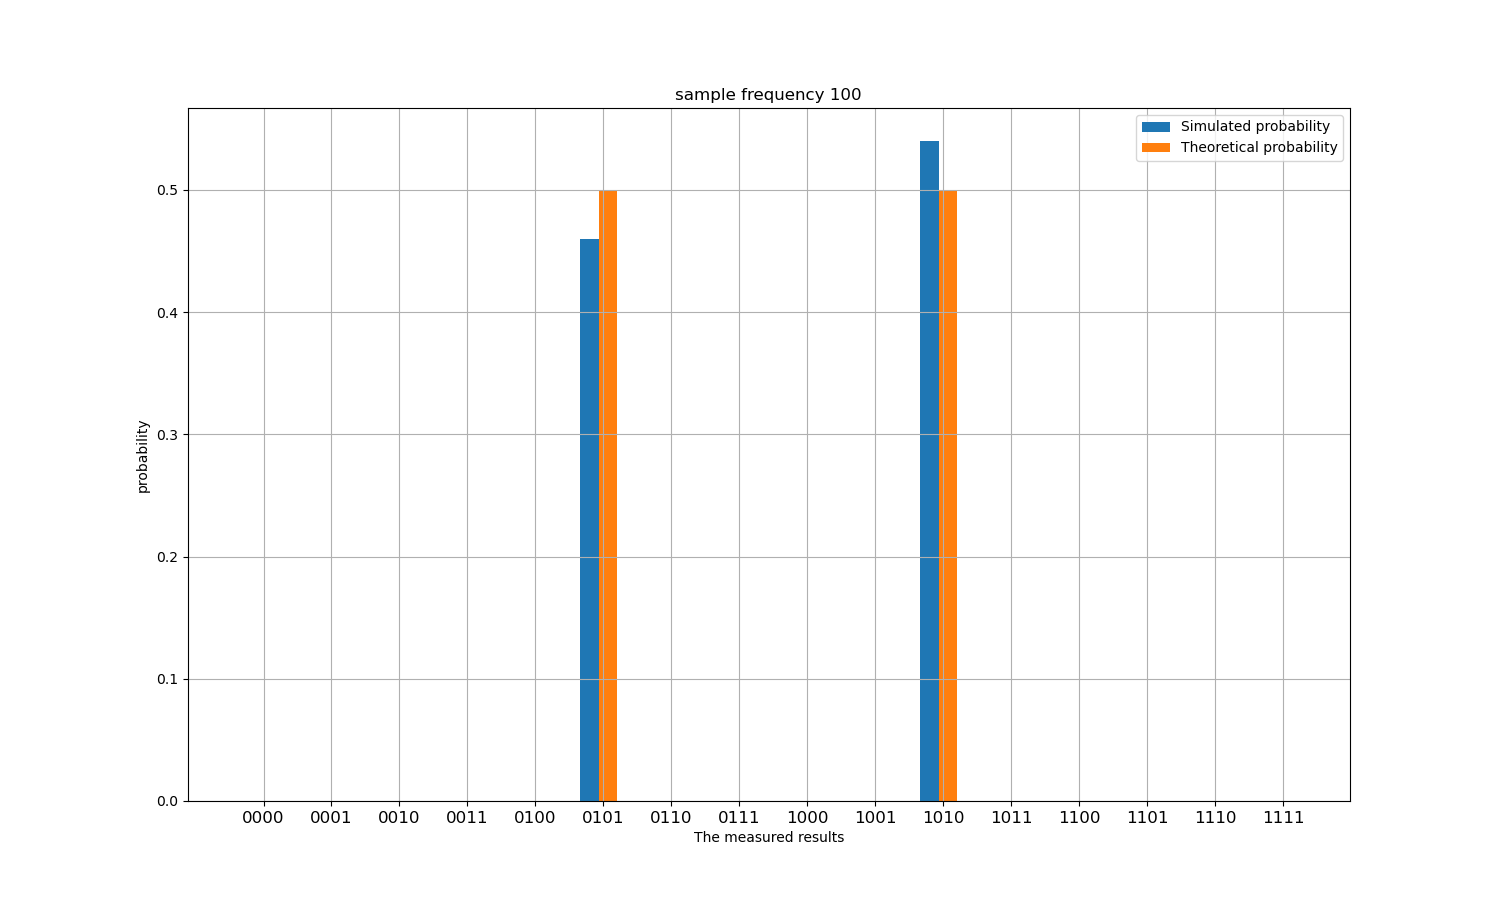 sample frequency 100
Simulated probability
Theoretical probability
0.5
0.4
0.3
0.2
0.1
0.0
probability
0000 0001 0010 0011 0100 0101 0110 0111 1000 1001 1010 1011 1100 1101 1110 1111
The measured results